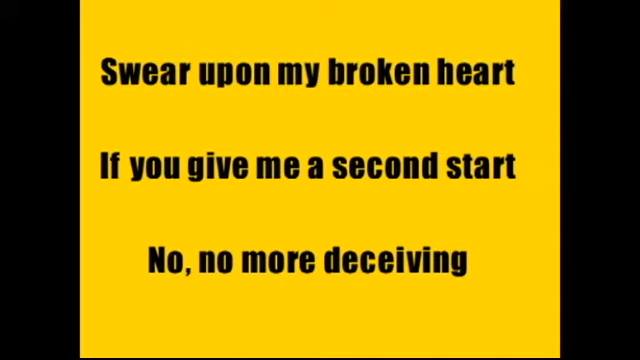 Swear upon my broken heart
If you give me a second start
No, no more deceiving